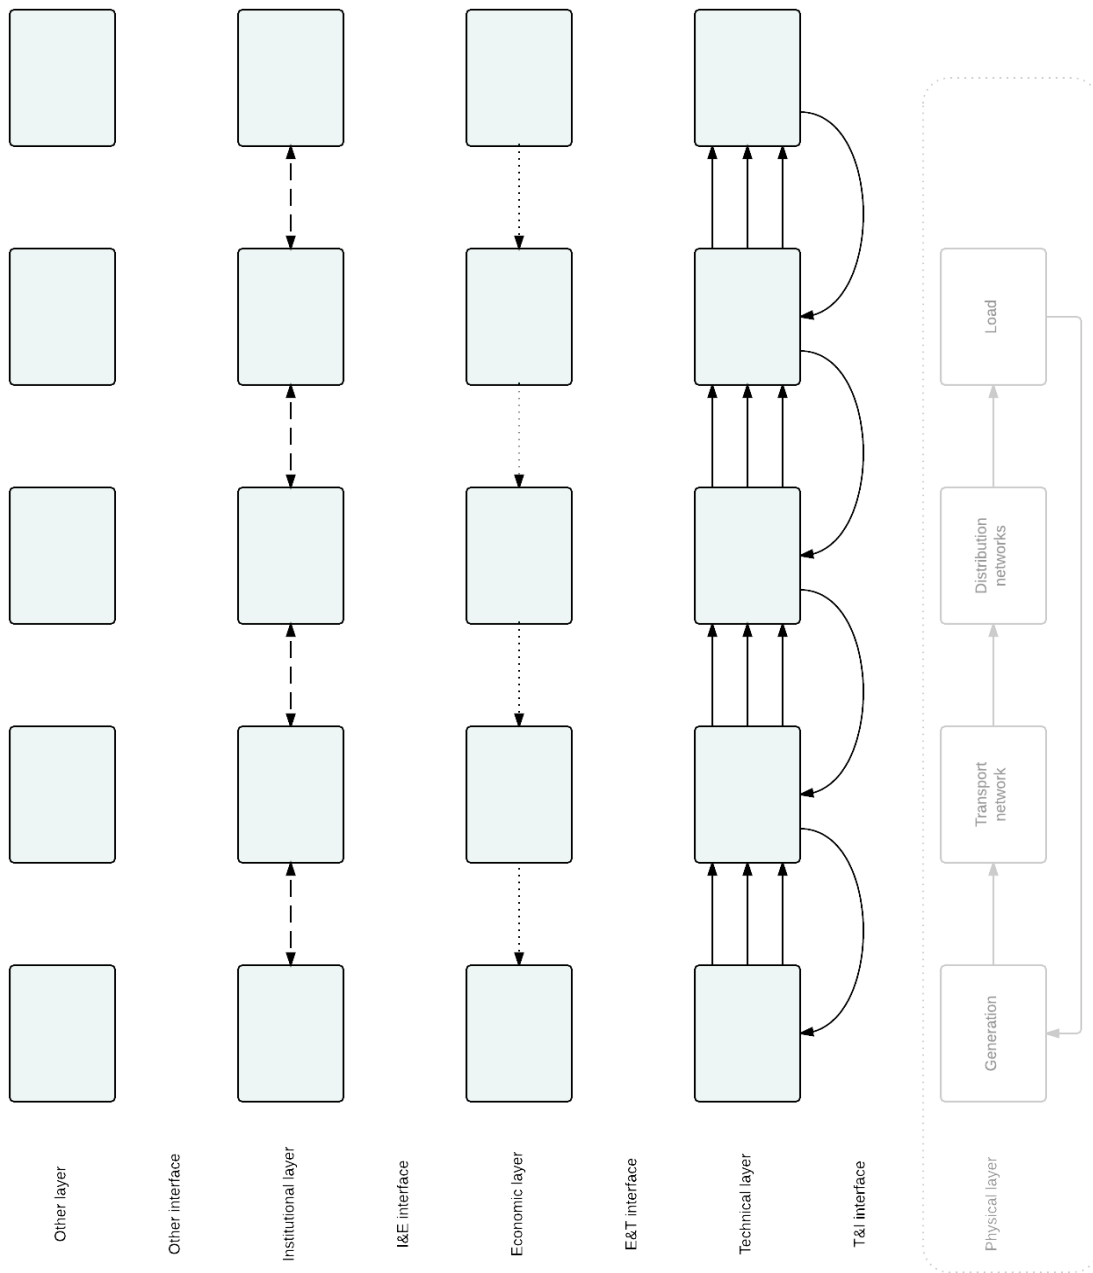 Other layer
Other interface
Institutional layer
I&E interface
Economic layer
E&T interface
Technical layer
T&I interface
Physical layer
Generation
Transport
network
Distribution
networks
Load